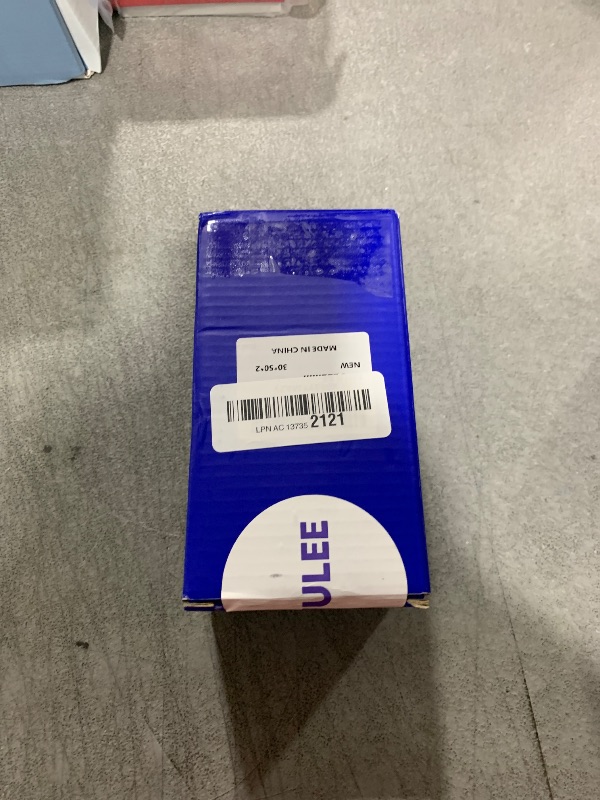 MADE IN CHINA
NEW
30*50*2
LPN AC 13735 2121
ULEE